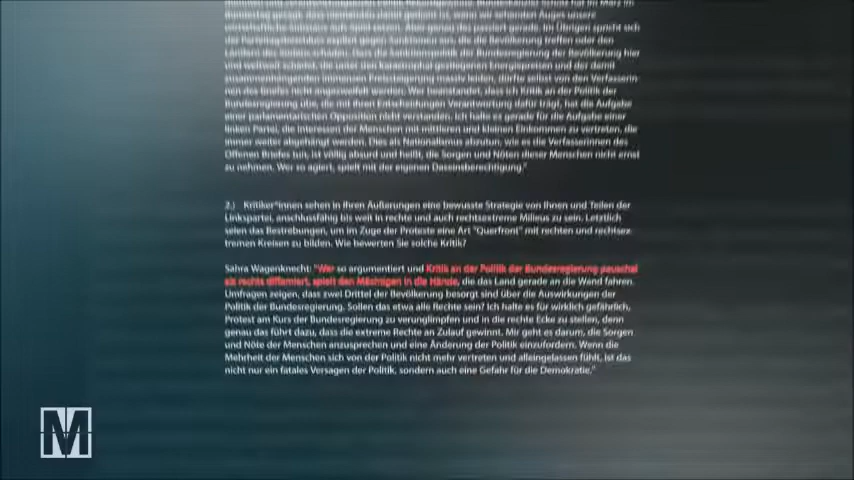 Bundestag gesagt, dass niemandem damit gedient ist, wenn wir sehenden Auges unsere
wirtschaftliche Substanz aufs Spiel setzen. Aber genau das passiert gerade. Im Übrigen spricht sich
das Parteiengrundsatz explizit gegen Sanktionen aus, die die Bevölkerung treffen oder den
Ländern des Südens schaden. Dass die Sanktionspolitik der Bundesregierung der Bevölkerung hier
und weltweit schadet, die unter den katastrophal gestiegenen Energiepreisen und der damit
zusammenhängenden immensen Preissteigerung massiv leiden, dürfte selbst von den Verfasserin-
nen des Briefes nicht angezweifelt werden. Wer beanstandet, dass ich Kritik an der Politik der
Bundesregierung übe, die mit ihren Entscheidungen Verantwortung dafür trägt, hat die Aufgabe
einer parlamentarischen Opposition nicht verstanden. Ich halte es gerade für die Aufgabe einer
linken Partei, die Interessen der Menschen mit mittleren und kleinen Einkommen zu vertreten, die
immer weiter abgehängt werden. Dies als Nationalismus abzutun, wie es die VerfasserInnen des
Offenen Briefes tun, ist völlig absurd und heißt, die Sorgen und Nöten dieser Menschen nicht ernst
zu nehmen. Wer so agiert, spielt mit der eigenen Daseinsberechtigung."
2.) Kritiker*innen sehen in Ihren Äußerungen eine bewusste Strategie von Ihnen und Teilen der
Linkspartei, anschlussfähig bis weit in rechte und auch rechtsextreme Milieus zu sein. Letztlich
seien das Bestrebungen, um im Zuge der Proteste eine Art "Querfront" mit rechten und rechtsex-
tremen Kreisen zu bilden. Wie bewerten Sie solche Kritik?
Sahra Wagenknecht: "Wer so argumentiert und Kritik an der Politik der Bundesregierung pauschal
als rechts diffamiert, spielt den Mächtigen in die Hände, die das Land gerade an die Wand fahren.
Umfragen zeigen, dass zwei Drittel der Bevölkerung besorgt sind über die Auswirkungen der
Politik der Bundesregierung. Sollen das etwa alle Rechte sein? Ich halte es für wirklich gefährlich,
Protest am Kurs der Bundesregierung zu verunglimpfen und in die rechte Ecke zu stellen, denn
genau das führt dazu, dass die extreme Rechte an Zulauf gewinnt. Mir geht es darum, die Sorgen
und Nöte der Menschen anzusprechen und eine Änderung der Politik einzufordern. Wenn die
Mehrheit der Menschen sich von der Politik nicht mehr vertreten und alleingelassen fühlt, ist das
nicht nur ein fatales Versagen der Politik, sondern auch eine Gefahr für die Demokratie."
M